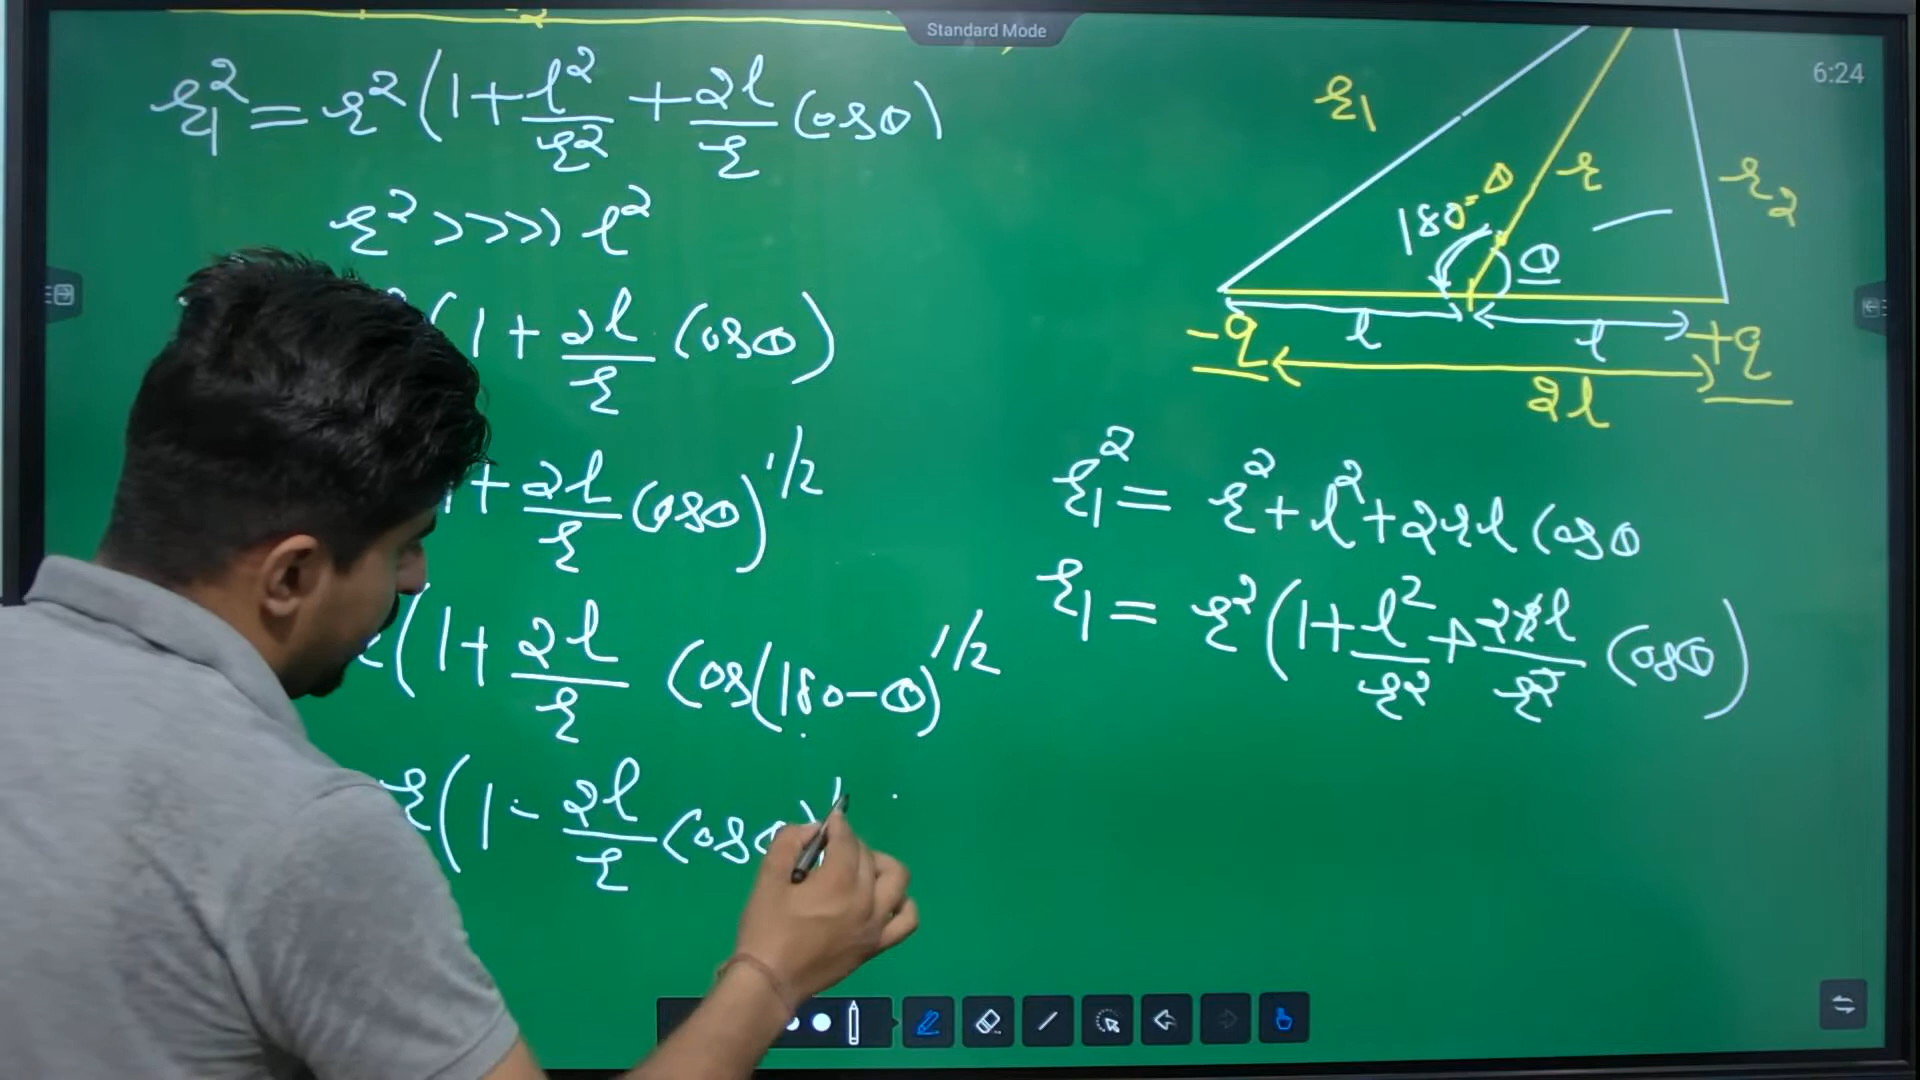 Standard Mode
6:24
r₁² = r² (1 + l²/r² + 2l/r cosθ)
r² >>>> l²
(1 + 2l/r cosθ)
1 + 2l/r cosθ)^1/2
r(1 + 2l/r cos(180-θ)^1/2
r(1 - 2l/r cosθ)
r₁
r
r₂
180°-θ
θ
l
l
-q
+q
2l
r₁² = r² + l² + 2rl cosθ
r₁ = r² (1 + l²/r² + 2rl/r² cosθ)